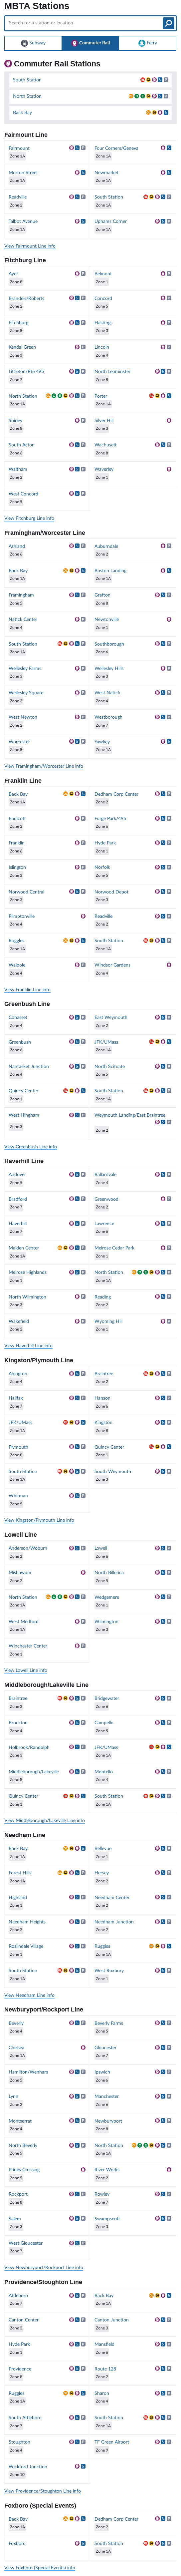 MBTA Stations
Search for a station or location
Subway
Commuter Rail
Ferry
Commuter Rail Stations
South Station
North Station
Back Bay
Fairmount Line
Fairmount
Zone 1A
Four Corners/Geneva
Zone 1A
Morton Street
Zone 1A
Newmarket
Zone 1A
Readville
Zone 2
South Station
Zone 1A
Talbot Avenue
Zone 1A
Uphams Corner
Zone 1A
View Fairmount Line info
Fitchburg Line
Ayer
Zone 8
Belmont
Zone 1
Brandeis/Roberts
Zone 2
Concord
Zone 5
Fitchburg
Zone 8
Hastings
Zone 3
Kendal Green
Zone 3
Lincoln
Zone 4
Littleton/Rte 495
Zone 7
North Leominster
Zone 8
North Station
Zone 1A
Porter
Zone 1A
Shirley
Zone 8
Silver Hill
Zone 3
South Acton
Zone 6
Wachusett
Zone 8
Waltham
Zone 2
Waverley
Zone 1
West Concord
Zone 5
View Fitchburg Line info
Framingham/Worcester Line
Ashland
Zone 6
Auburndale
Zone 2
Back Bay
Zone 1A
Boston Landing
Zone 1A
Framingham
Zone 5
Grafton
Zone 8
Natick Center
Zone 4
Newtonville
Zone 1
South Station
Zone 1A
Southborough
Zone 6
Wellesley Farms
Zone 3
Wellesley Hills
Zone 3
Wellesley Square
Zone 3
West Natick
Zone 4
West Newton
Zone 2
Westborough
Zone 7
Worcester
Zone 8
Yawkey
Zone 1A
View Framingham/Worcester Line info
Franklin Line
Back Bay
Zone 1A
Dedham Corp Center
Zone 2
Endicott
Zone 2
Forge Park/495
Zone 6
Franklin
Zone 6
Hyde Park
Zone 1
Islington
Zone 3
Norfolk
Zone 5
Norwood Central
Zone 3
Norwood Depot
Zone 3
Plimptonville
Zone 4
Readville
Zone 2
Ruggles
Zone 1A
South Station
Zone 1A
Walpole
Zone 4
Windsor Gardens
Zone 4
View Franklin Line info
Greenbush Line
Cohasset
Zone 4
East Weymouth
Zone 2
Greenbush
Zone 6
JFK/UMass
Zone 1A
Nantasket Junction
Zone 4
North Scituate
Zone 5
Quincy Center
Zone 1
South Station
Zone 1A
West Hingham
Zone 3
Weymouth Landing/East Braintree
Zone 2
View Greenbush Line info
Haverhill Line
Andover
Zone 5
Ballardvale
Zone 4
Bradford
Zone 7
Greenwood
Zone 2
Haverhill
Zone 7
Lawrence
Zone 6
Malden Center
Zone 1A
Melrose Cedar Park
Zone 1
Melrose Highlands
Zone 1
North Station
Zone 1A
North Wilmington
Zone 3
Reading
Zone 2
Wakefield
Zone 2
Wyoming Hill
Zone 1
View Haverhill Line info
Kingston/Plymouth Line
Abington
Zone 4
Braintree
Zone 2
Halifax
Zone 7
Hanson
Zone 6
JFK/UMass
Zone 1A
Kingston
Zone 8
Plymouth
Zone 8
Quincy Center
Zone 1
South Station
Zone 1A
South Weymouth
Zone 3
Whitman
Zone 5
View Kingston/Plymouth Line info
Lowell Line
Anderson/Woburn
Zone 2
Lowell
Zone 6
Mishawum
Zone 2
North Billerica
Zone 5
North Station
Zone 1A
Wedgemere
Zone 1
West Medford
Zone 1A
Wilmington
Zone 3
Winchester Center
Zone 1
View Lowell Line info
Middleborough/Lakeville Line
Braintree
Zone 2
Bridgewater
Zone 6
Brockton
Zone 4
Campello
Zone 5
Holbrook/Randolph
Zone 3
JFK/UMass
Zone 1A
Middleborough/Lakeville
Zone 8
Montello
Zone 4
Quincy Center
Zone 1
South Station
Zone 1A
View Middleborough/Lakeville Line info
Needham Line
Back Bay
Zone 1A
Bellevue
Zone 1
Forest Hills
Zone 1A
Hersey
Zone 2
Highland
Zone 1
Needham Center
Zone 2
Needham Heights
Zone 2
Needham Junction
Zone 2
Roslindale Village
Zone 1
Ruggles
Zone 1A
South Station
Zone 1A
West Roxbury
Zone 1
View Needham Line info
Newburyport/Rockport Line
Beverly
Zone 4
Beverly Farms
Zone 5
Chelsea
Zone 1A
Gloucester
Zone 7
Hamilton/Wenham
Zone 5
Ipswich
Zone 6
Lynn
Zone 2
Manchester
Zone 6
Montserrat
Zone 4
Newburyport
Zone 8
North Beverly
Zone 5
North Station
Zone 1A
Prides Crossing
Zone 5
River Works
Zone 2
Rockport
Zone 8
Rowley
Zone 7
Salem
Zone 3
Swampscott
Zone 3
West Gloucester
Zone 7
View Newburyport/Rockport Line info
Providence/Stoughton Line
Attleboro
Zone 7
Back Bay
Zone 1A
Canton Center
Zone 3
Canton Junction
Zone 3
Hyde Park
Zone 1
Mansfield
Zone 6
Providence
Zone 8
Route 128
Zone 2
Ruggles
Zone 1A
Sharon
Zone 4
South Attleboro
Zone 7
South Station
Zone 1A
Stoughton
Zone 4
TF Green Airport
Zone 9
Wickford Junction
Zone 10
View Providence/Stoughton Line info
Foxboro (Special Events)
Back Bay
Zone 1A
Dedham Corp Center
Zone 2
Foxboro
South Station
Zone 1A
View Foxboro (Special Events) info